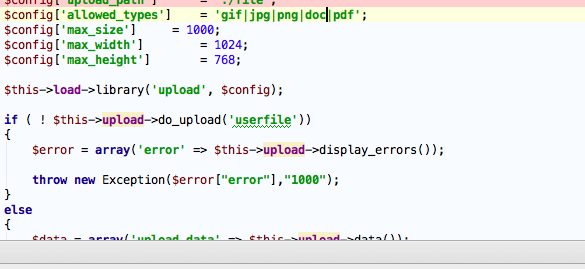 $config['upload_path']      = './file';
$config['allowed_types']    = 'gif|jpg|png|doc|pdf';
$config['max_size']     = 1000;
$config['max_width']        = 1024;
$config['max_height']       = 768;
$this->load->library('upload', $config);
if ( ! $this->upload->do_upload('userfile'))
{
    $error = array('error' => $this->upload->display_errors());
    throw new Exception($error["error"],"1000");
}
else
{
    $data = array('upload_data' => $this->upload->data());